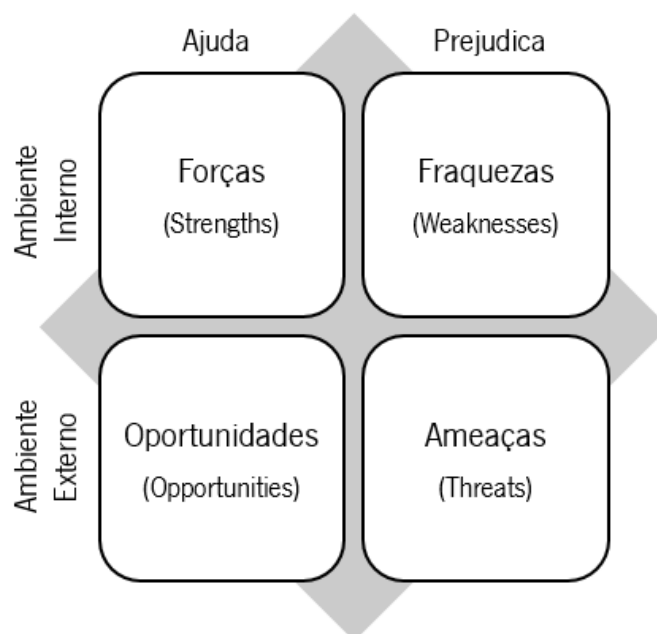 Ajuda
Prejudica
Ambiente
Interno
Forças
(Strengths)
Fraquezas
(Weaknesses)
Ambiente
Externo
Oportunidades
(Opportunities)
Ameaças
(Threats)